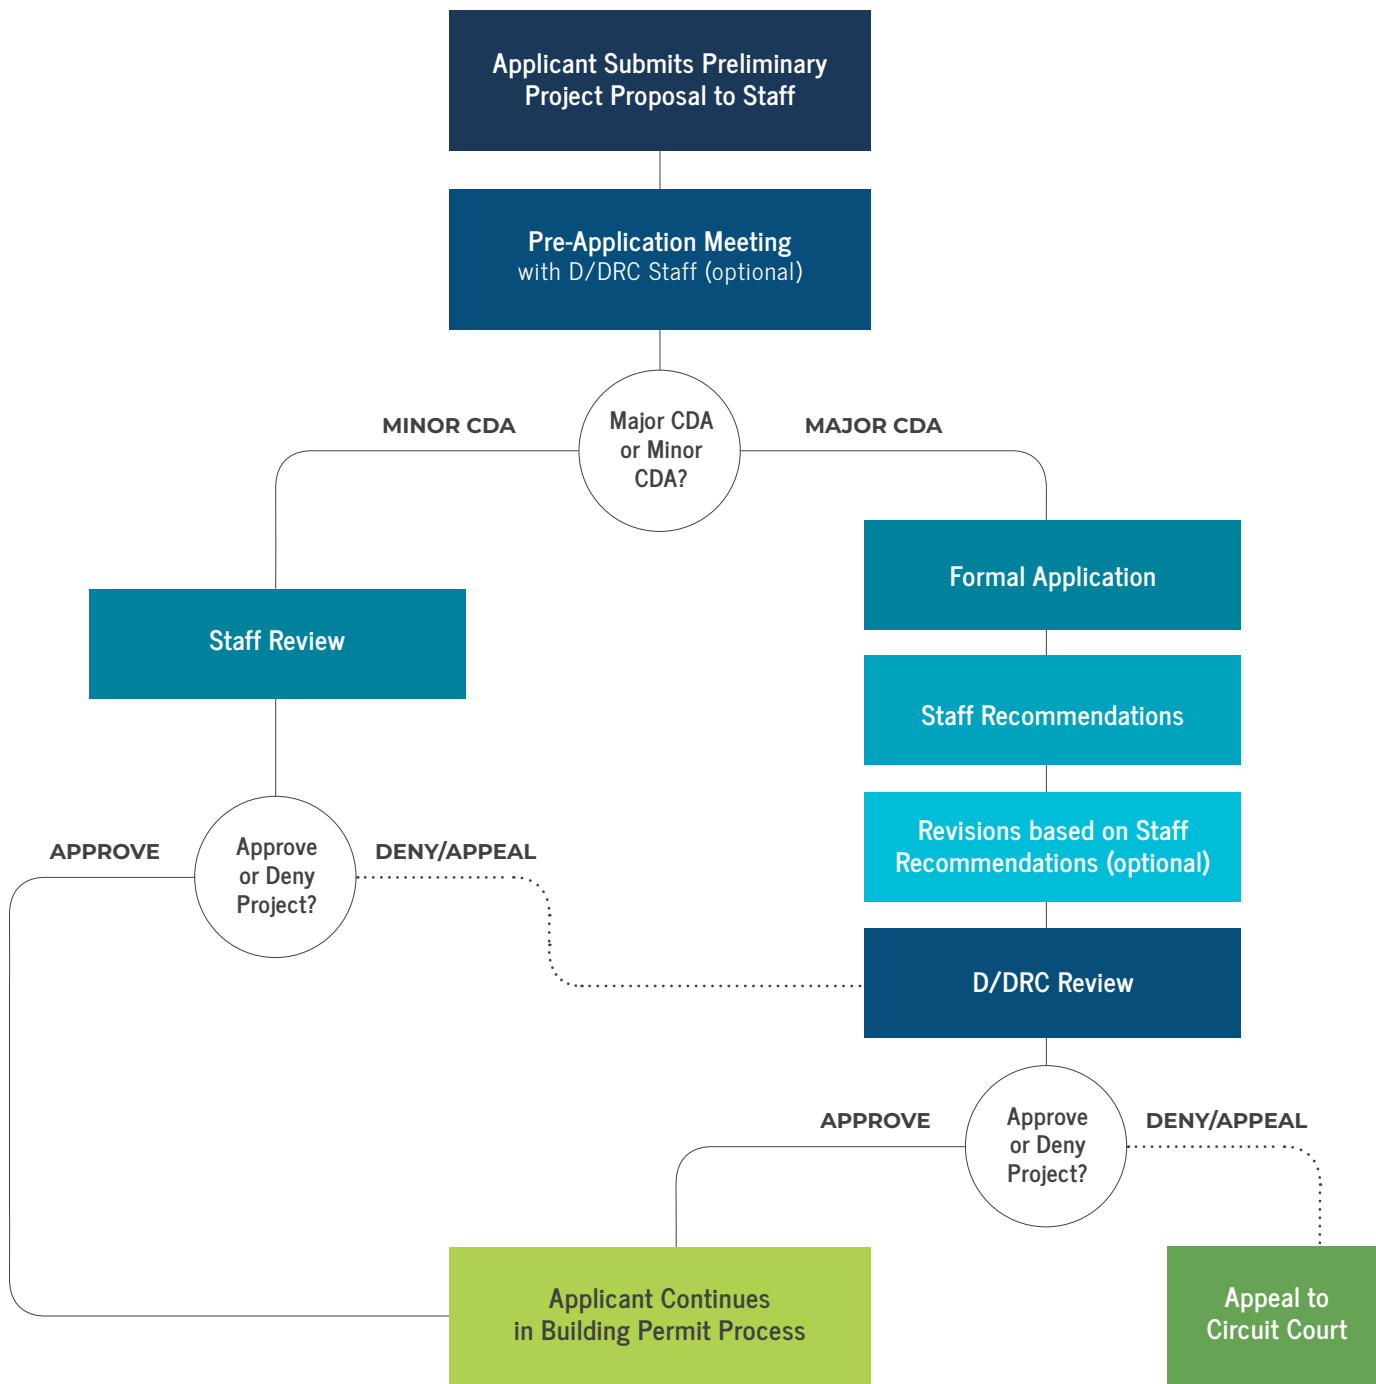 Applicant Submits Preliminary
Project Proposal to Staff
Pre-Application Meeting
with D/DRC Staff (optional)
MINOR CDA
Major CDA
or Minor
CDA?
MAJOR CDA
Formal Application
Staff Review
Staff Recommendations
Revisions based on Staff
Recommendations (optional)
APPROVE
Approve
or Deny
Project?
DENY/APPEAL
D/DRC Review
APPROVE
Approve
or Deny
Project?
DENY/APPEAL
Applicant Continues
in Building Permit Process
Appeal to
Circuit Court